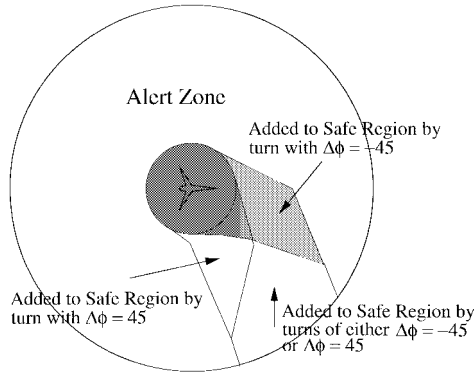 Alert Zone
Added to Safe Region by
turn with Δϕ = −45
Added to Safe Region by
turn with Δϕ = 45
Added to Safe Region by
turns of either Δϕ = −45
or Δϕ = 45